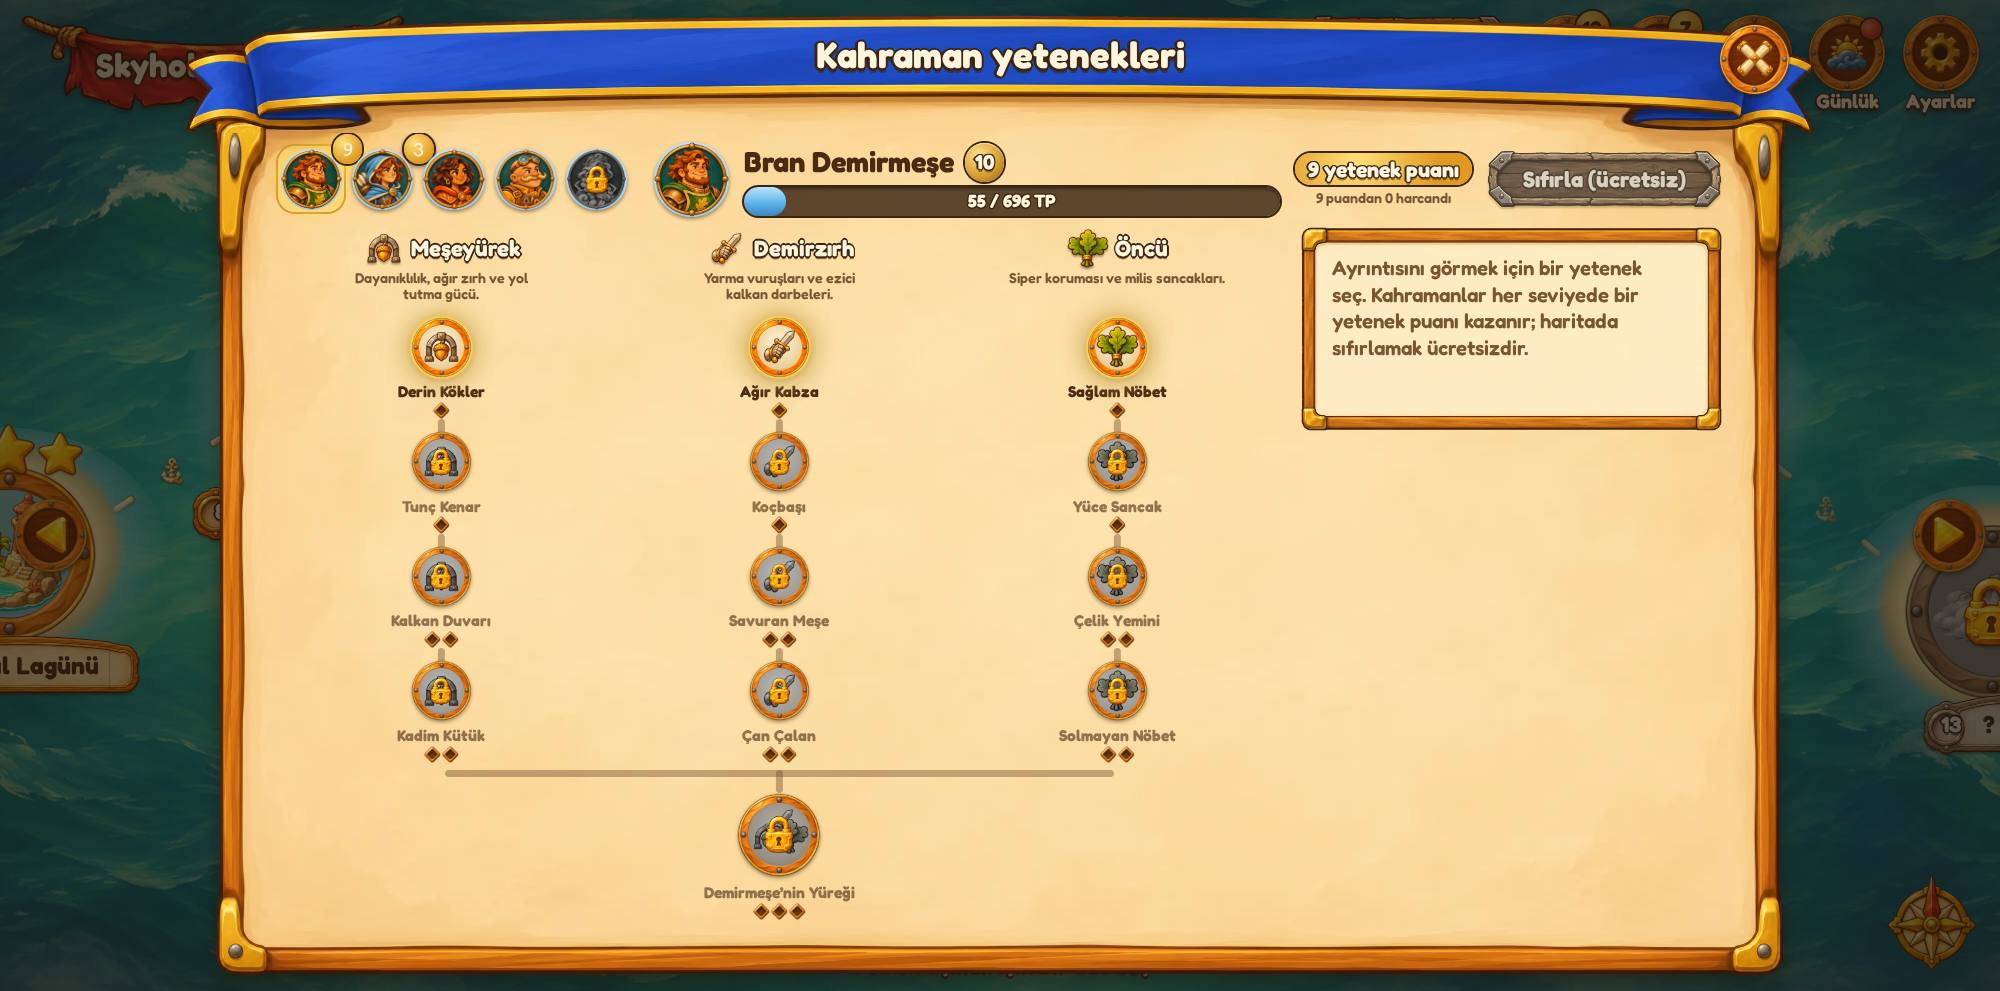 Kahraman yetenekleri
Günlük
Ayarlar
9
3
Bran Demirmeşe
10
55 / 696 TP
9 yetenek puanı
9 puandan 0 harcandı
Sıfırla (ücretsiz)
Meşeyürek
Dayanıklılık, ağır zırh ve yol
tutma gücü.
Demirzırh
Yarma vuruşları ve ezici
kalkan darbeleri.
Öncü
Siper koruması ve milis sancakları.
Ayrıntısını görmek için bir yetenek
seç. Kahramanlar her seviyede bir
yetenek puanı kazanır; haritada
sıfırlamak ücretsizdir.
Derin Kökler
Ağır Kabza
Sağlam Nöbet
Tunç Kenar
Koçbaşı
Yüce Sancak
Kalkan Duvarı
Savuran Meşe
Çelik Yemini
Kadim Kütük
Çan Çalan
Solmayan Nöbet
Demirmeşe'nin Yüreği
Lagünü
13
?